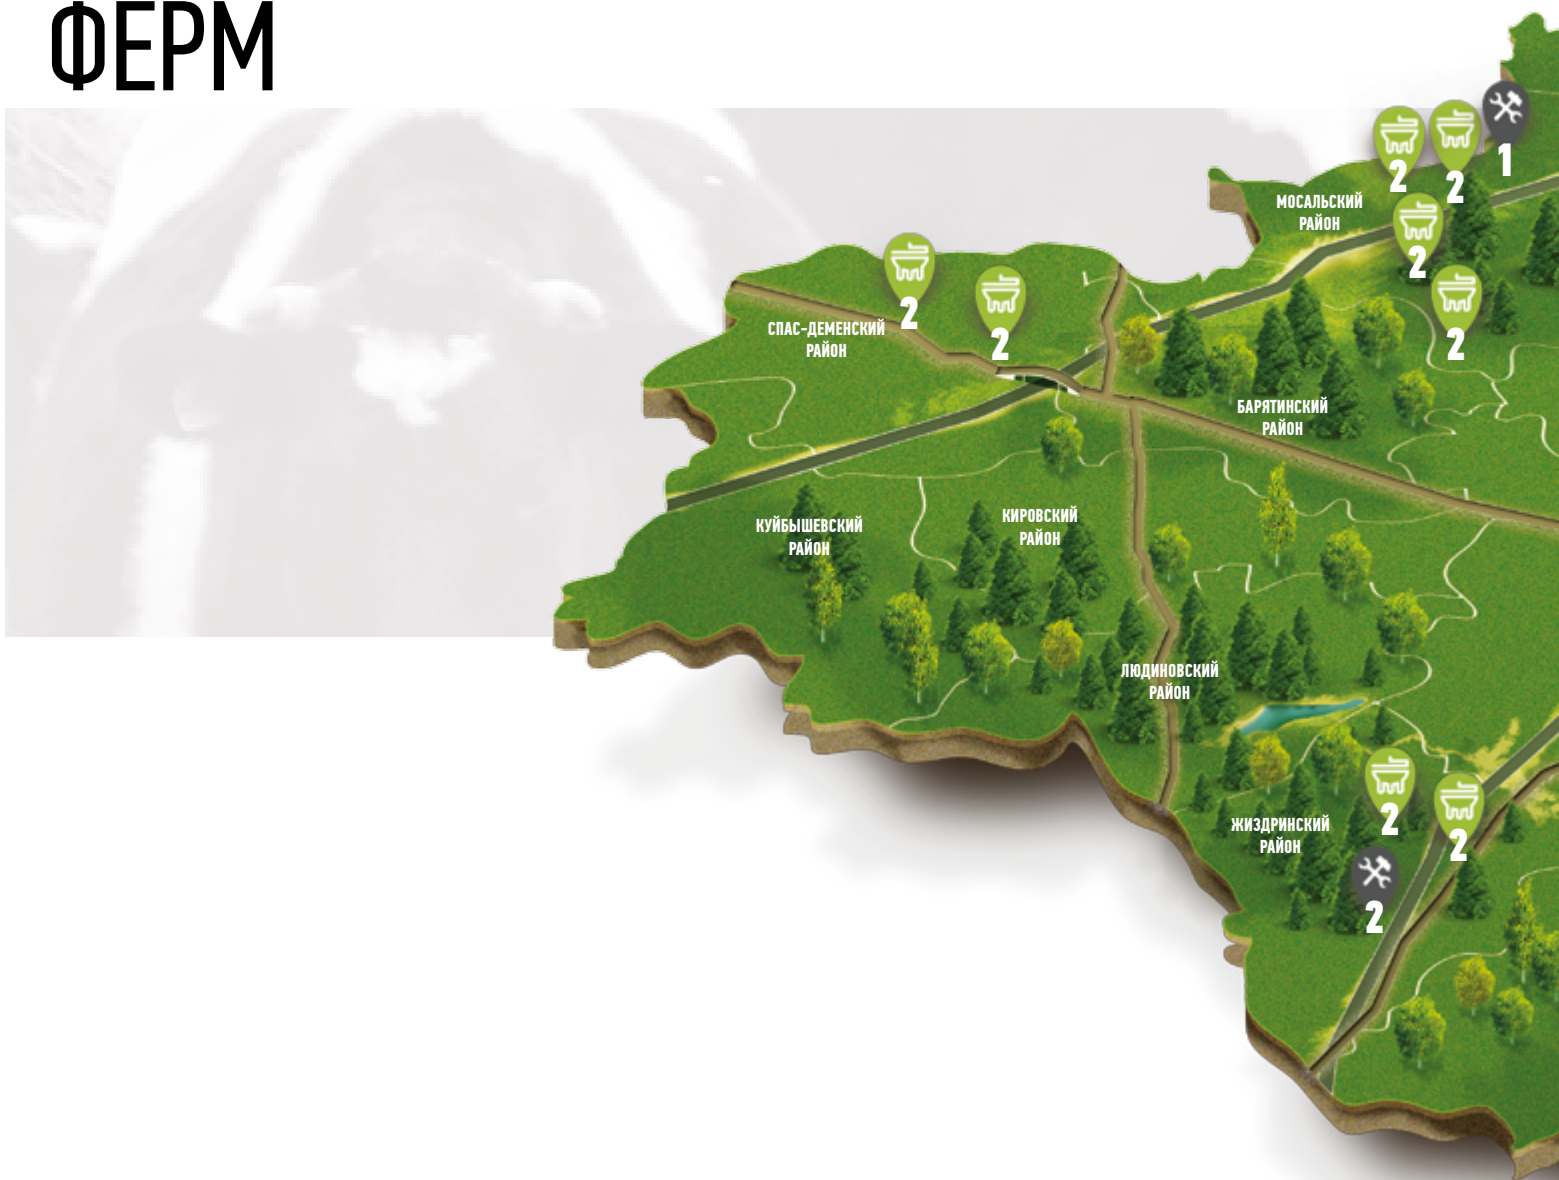 ФЕРМ
2
2
1
МОСАЛЬСКИЙ
РАЙОН
2
2
2
2
СПАС-ДЕМЕНСКИЙ
РАЙОН
БАРЯТИНСКИЙ
РАЙОН
КУЙБЫШЕВСКИЙ
РАЙОН
КИРОВСКИЙ
РАЙОН
ЛЮДИНОВСКИЙ
РАЙОН
ЖИЗДРИНСКИЙ
РАЙОН
2
2
2